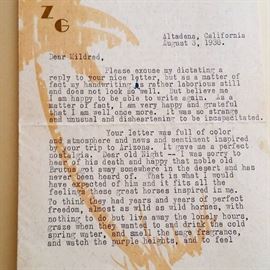 Z
G
Altadena, California
August 3, 1938.
Dear Mildred,
Please excuse my dictating a
reply to your nice letter, but as a matter of
fact my handwriting is rather laborious still
and does not look so well. But believe me
I am happy to be able to write again. As a
matter of fact, I am very happy and grateful
that I am well once more. It was so strange
and unusual and disheartening to be incapacitated.
Your letter was full of color
and atmosphere and news and sentiment inspired
by your trip to Arizona. It gave me a perfect
nostalgia. Dear old Night -- I was sorry to
hear of his death and happy that noble old
Brutus got away somewhere in the desert and has
never been heard of. That is what I would
have expected of him and it fits all the
feelings these great horses inspired in me.
To think they had years and years of perfect
freedom, almost as wild as wild horses, with
nothing to do but live away the lonely hours,
graze when they wanted to and drink the cold
spring water, and smell the sage fragrance,
and watch the purple heights, and to feel